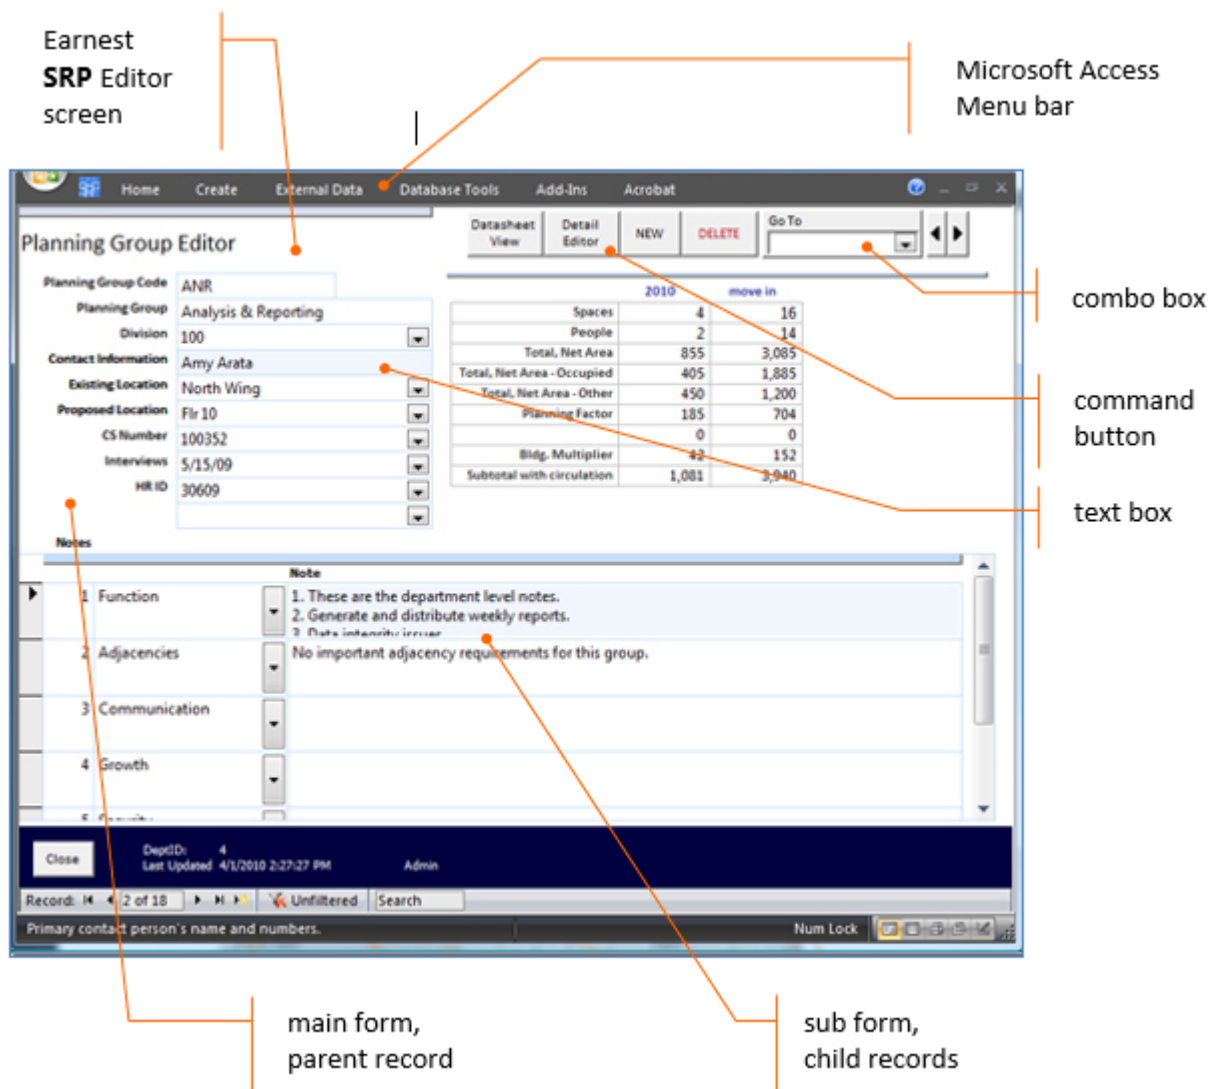 Earnest
SRP Editor
screen
Microsoft Access
Menu bar
Home Create External Data Database Tools Add-Ins Acrobat
Planning Group Editor
Datasheet View
Detail Editor
NEW
DELETE
Go To
Planning Group Code ANR
Planning Group Analysis & Reporting
Division 100
Contact Information Amy Arata
Existing Location North Wing
Proposed Location Flr 10
CS Number 100352
Interviews 5/15/09
HR ID 30609
2010 move in
Spaces 4 16
People 2 14
Total, Net Area 855 3,085
Total, Net Area - Occupied 405 1,885
Total, Net Area - Other 450 1,200
Planning Factor 185 704
0 0
Bldg. Multiplier 42 152
Subtotal with circulation 1,081 3,940
combo box
command
button
text box
Notes
Note
1 Function 1. These are the department level notes.
2. Generate and distribute weekly reports.
3. Data integrity
2 Adjacencies No important adjacency requirements for this group.
3 Communication
4 Growth
5 Security
Close
DeptID: 4
Last Updated 4/1/2010 2:27:27 PM Admin
Record: 2 of 18 Unfiltered Search
Primary contact person's name and numbers. Num Lock
main form,
parent record
sub form,
child records